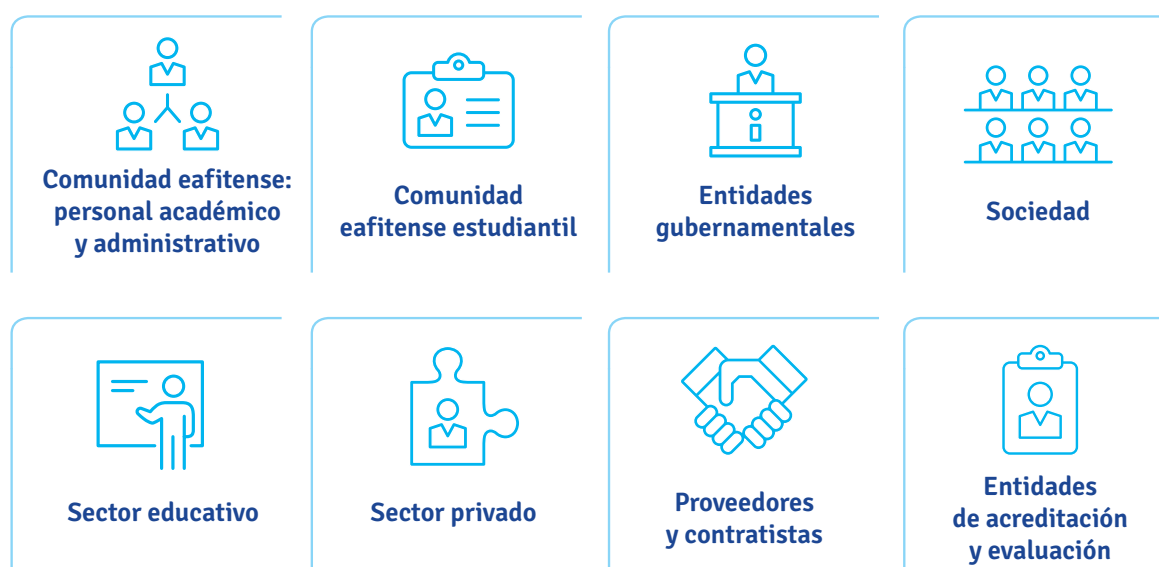 Comunidad eafitense:
personal académico
y administrativo
Comunidad
eafitense estudiantil
Entidades
gubernamentales
Sociedad
Sector educativo
Sector privado
Proveedores
y contratistas
Entidades
de acreditación
y evaluación